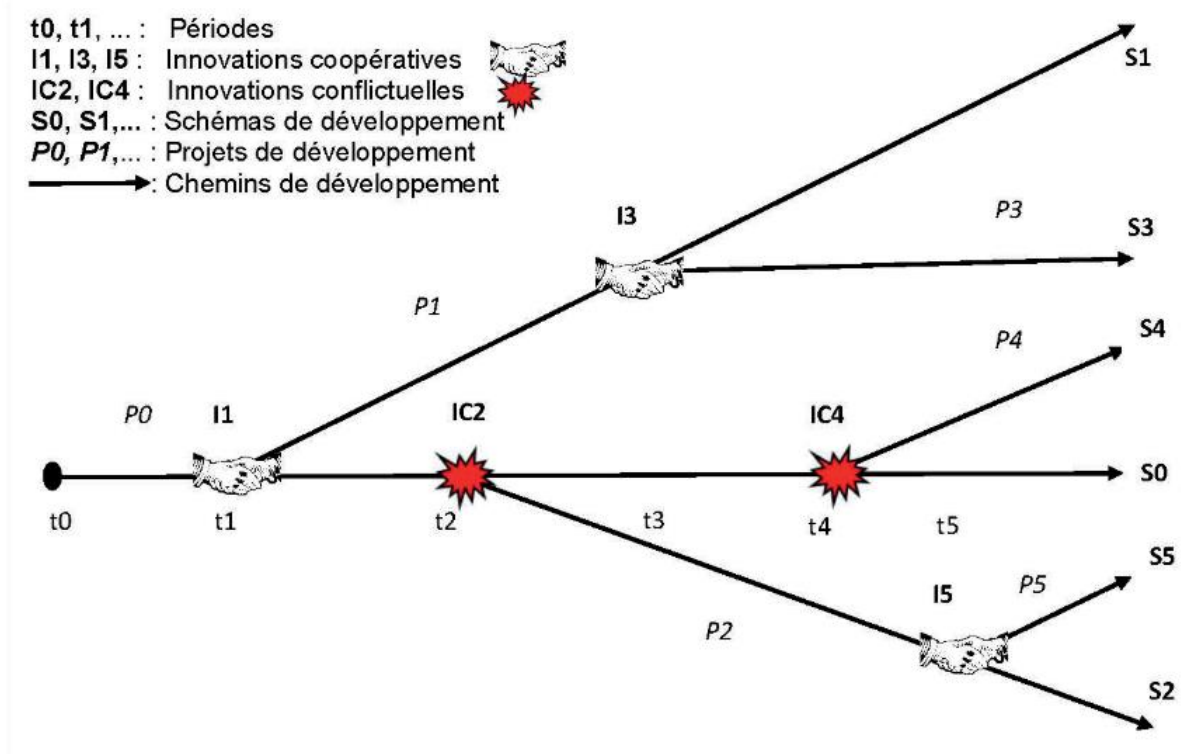 t0, t1, ... : Périodes
I1, I3, I5 : Innovations coopératives
IC2, IC4 : Innovations conflictuelles
S0, S1,... : Schémas de développement
P0, P1,... : Projets de développement
: Chemins de développement
S1
I3
P3
S3
P1
S4
P4
P0
I1
IC2
IC4
S0
t0
t1
t2
t3
t4
t5
S5
I5
P5
P2
S2